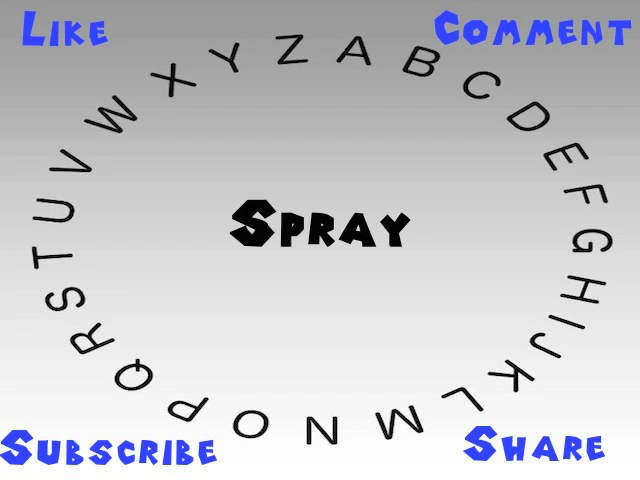 Like
Comment
A B C D E F G H I J K L M N O P Q R S T U V W X Y Z
Spray
Subscribe
Share